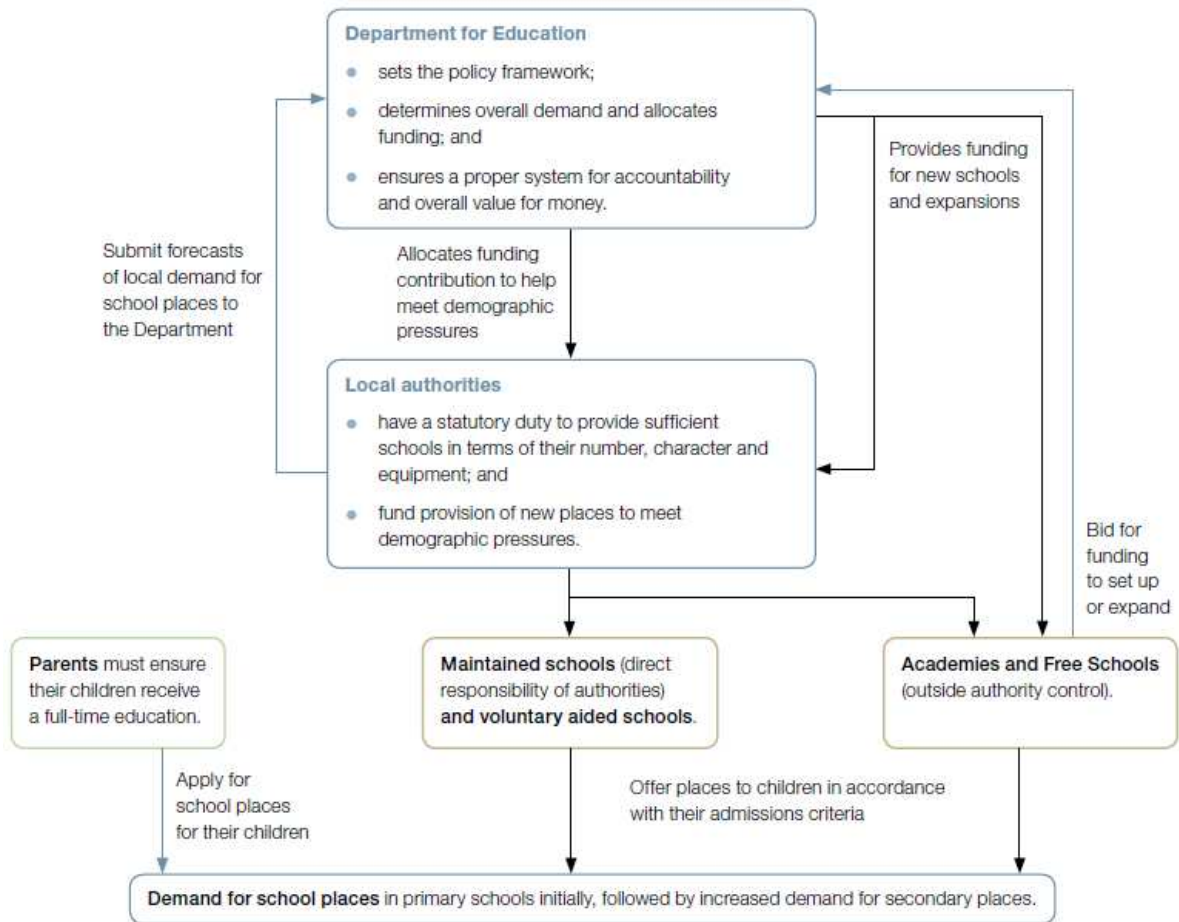 Department for Education
sets the policy framework;
determines overall demand and allocates
funding; and
ensures a proper system for accountability
and overall value for money.
Provides funding
for new schools
and expansions
Submit forecasts
of local demand for
school places to
the Department
Allocates funding
contribution to help
meet demographic
pressures
Local authorities
have a statutory duty to provide sufficient
schools in terms of their number, character and
equipment; and
fund provision of new places to meet
demographic pressures.
Bid for
funding
to set up
or expand
Parents must ensure
their children receive
a full-time education.
Maintained schools (direct
responsibility of authorities)
and voluntary aided schools.
Academies and Free Schools
(outside authority control).
Apply for
school places
for their children
Offer places to children in accordance
with their admissions criteria
Demand for school places in primary schools initially, followed by increased demand for secondary places.